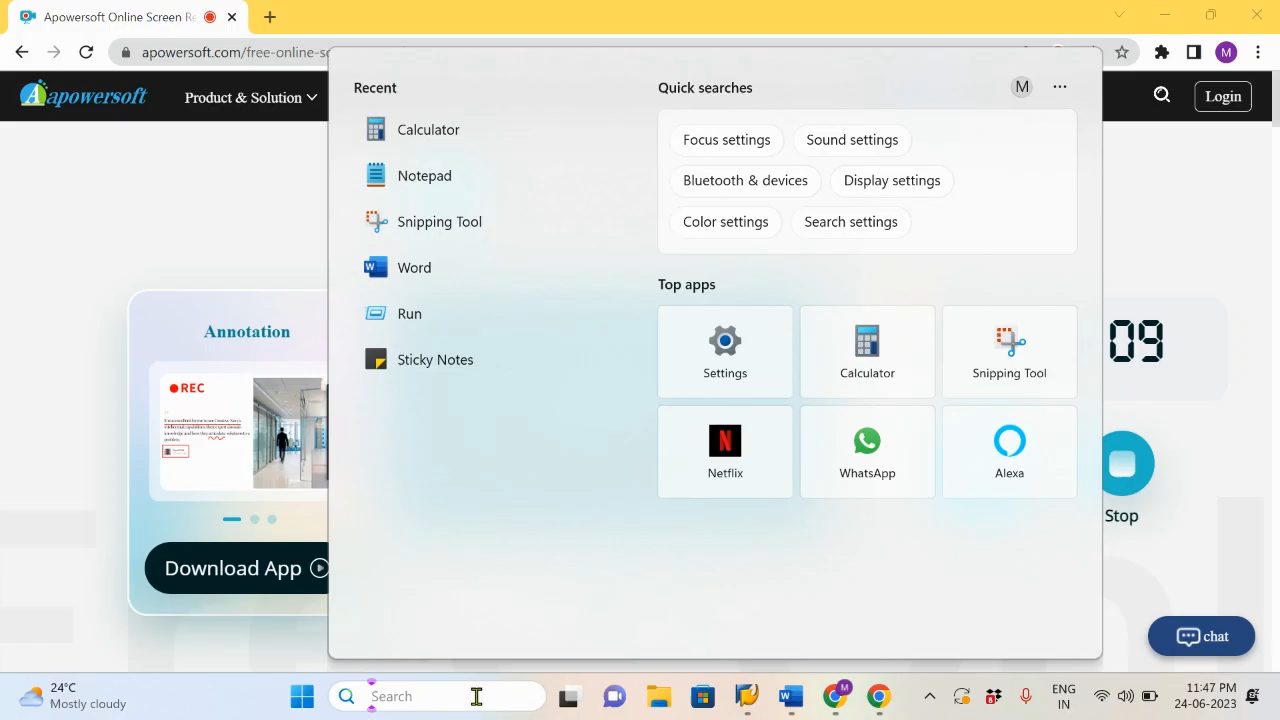 Apowersoft Online Screen Re
apowersoft.com/free-online-s
M
apowersoft
Product & Solution
Login
Recent
Calculator
Notepad
Snipping Tool
Word
Run
Sticky Notes
Quick searches
M
Focus settings
Sound settings
Bluetooth & devices
Display settings
Color settings
Search settings
Top apps
Settings
Calculator
Snipping Tool
Netflix
WhatsApp
Alexa
Annotation
REC
Download App
09
Stop
chat
24°C
Mostly cloudy
Search
M
ENG
IN
11:47 PM
24-06-2023